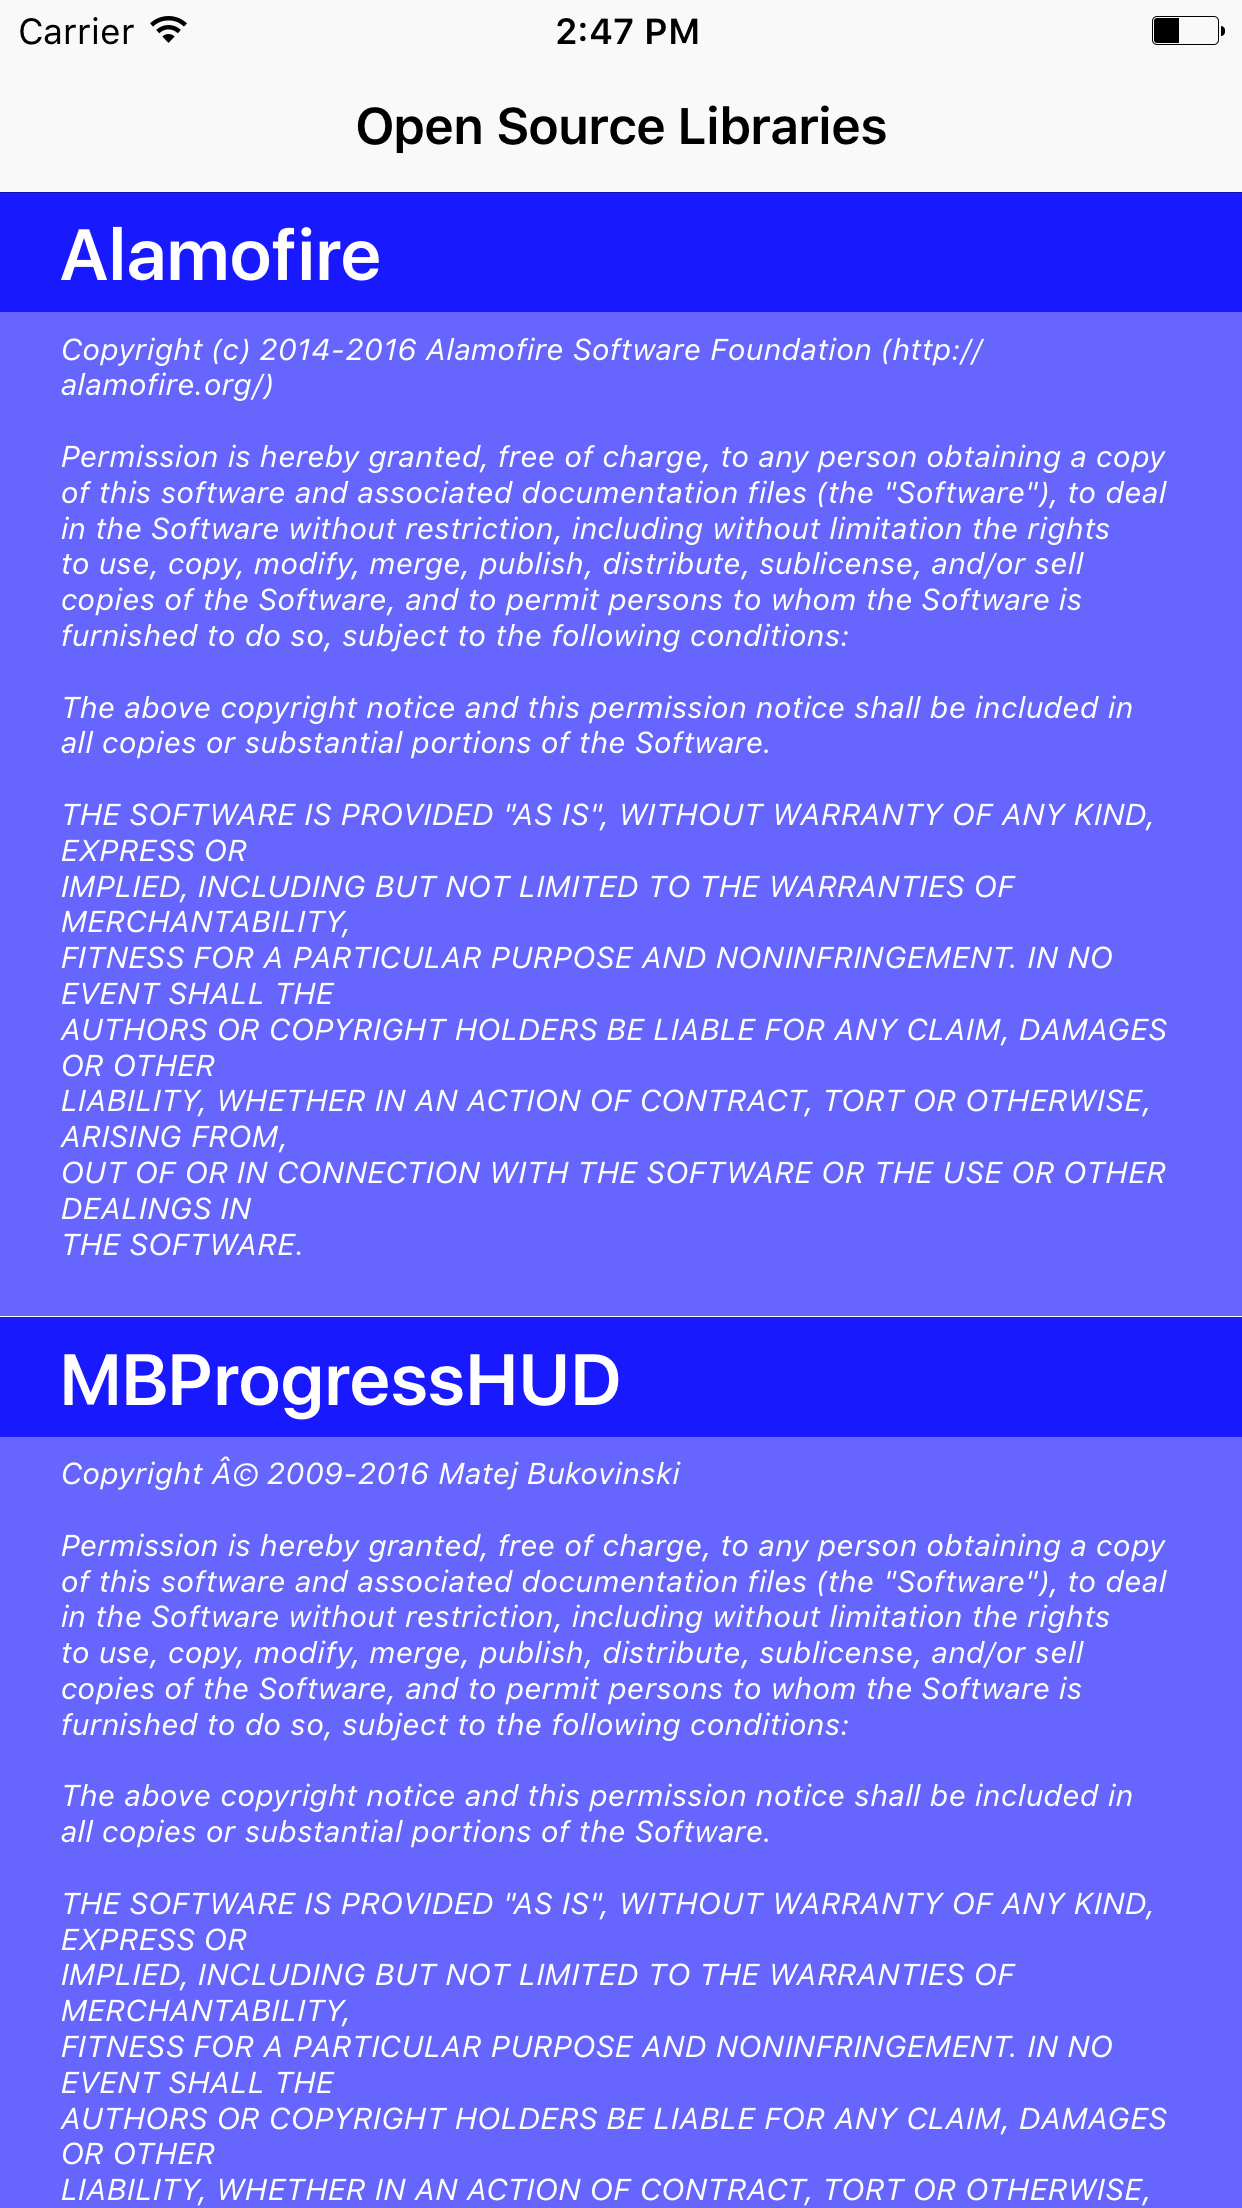 Carrier 2:47 PM
Open Source Libraries
Alamofire
Copyright (c) 2014-2016 Alamofire Software Foundation (http://
alamofire.org/)
Permission is hereby granted, free of charge, to any person obtaining a copy
of this software and associated documentation files (the "Software"), to deal
in the Software without restriction, including without limitation the rights
to use, copy, modify, merge, publish, distribute, sublicense, and/or sell
copies of the Software, and to permit persons to whom the Software is
furnished to do so, subject to the following conditions:
The above copyright notice and this permission notice shall be included in
all copies or substantial portions of the Software.
THE SOFTWARE IS PROVIDED "AS IS", WITHOUT WARRANTY OF ANY KIND,
EXPRESS OR
IMPLIED, INCLUDING BUT NOT LIMITED TO THE WARRANTIES OF
MERCHANTABILITY,
FITNESS FOR A PARTICULAR PURPOSE AND NONINFRINGEMENT. IN NO
EVENT SHALL THE
AUTHORS OR COPYRIGHT HOLDERS BE LIABLE FOR ANY CLAIM, DAMAGES
OR OTHER
LIABILITY, WHETHER IN AN ACTION OF CONTRACT, TORT OR OTHERWISE,
ARISING FROM,
OUT OF OR IN CONNECTION WITH THE SOFTWARE OR THE USE OR OTHER
DEALINGS IN
THE SOFTWARE.
MBProgressHUD
Copyright Â© 2009-2016 Matej Bukovinski
Permission is hereby granted, free of charge, to any person obtaining a copy
of this software and associated documentation files (the "Software"), to deal
in the Software without restriction, including without limitation the rights
to use, copy, modify, merge, publish, distribute, sublicense, and/or sell
copies of the Software, and to permit persons to whom the Software is
furnished to do so, subject to the following conditions:
The above copyright notice and this permission notice shall be included in
all copies or substantial portions of the Software.
THE SOFTWARE IS PROVIDED "AS IS", WITHOUT WARRANTY OF ANY KIND,
EXPRESS OR
IMPLIED, INCLUDING BUT NOT LIMITED TO THE WARRANTIES OF
MERCHANTABILITY,
FITNESS FOR A PARTICULAR PURPOSE AND NONINFRINGEMENT. IN NO
EVENT SHALL THE
AUTHORS OR COPYRIGHT HOLDERS BE LIABLE FOR ANY CLAIM, DAMAGES
OR OTHER
LIABILITY, WHETHER IN AN ACTION OF CONTRACT, TORT OR OTHERWISE,